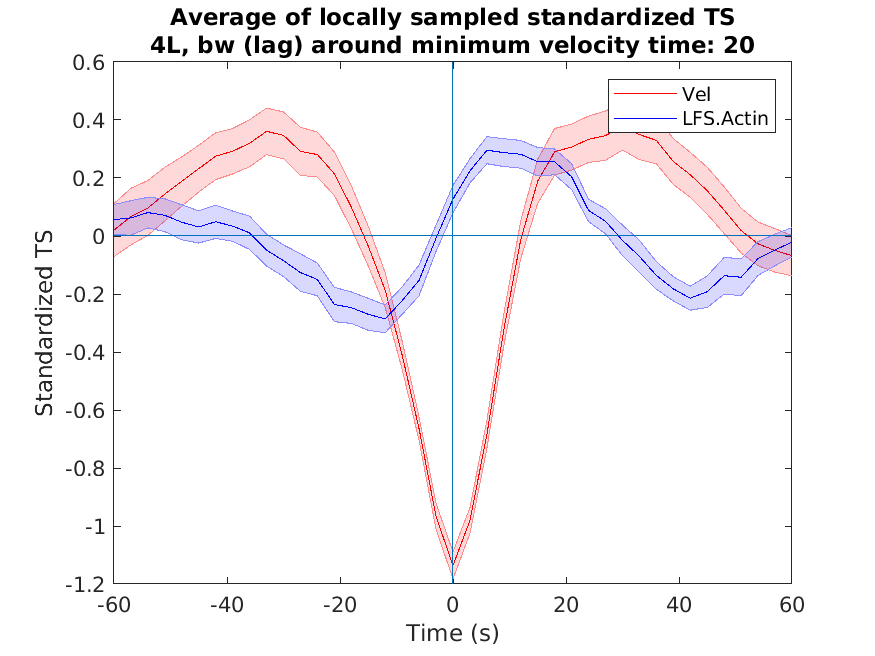 Average of locally sampled standardized TS
4L, bw (lag) around minimum velocity time: 20
0.6
0.4
0.2
0
-0.2
-0.4
-0.6
-0.8
-1
-1.2
Standardized TS
Vel
LFS.Actin
-60
-40
-20
0
20
40
60
Time (s)